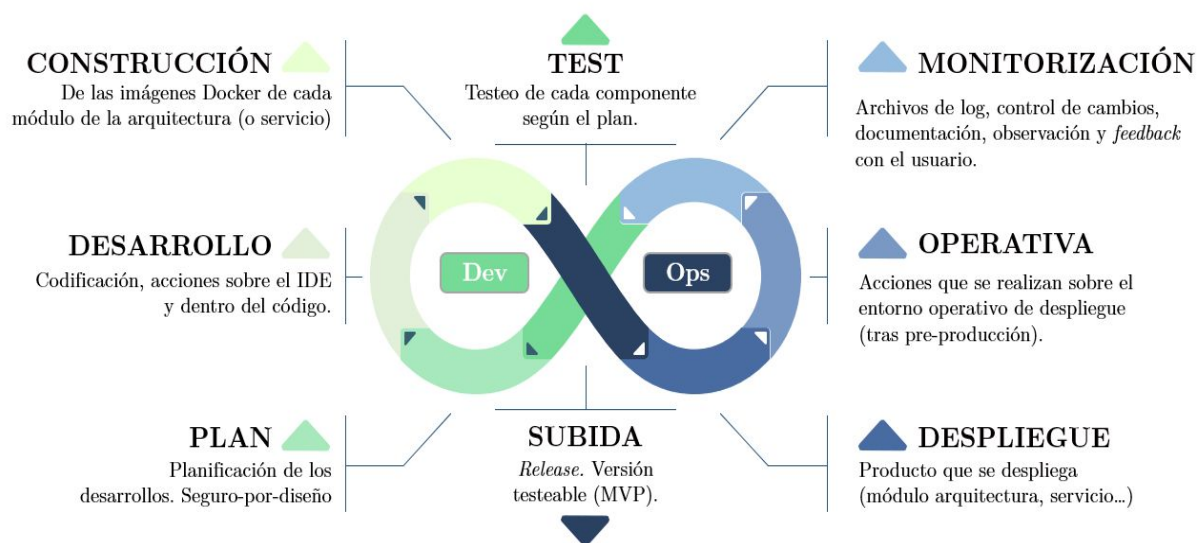 CONSTRUCCIÓN
De las imágenes Docker de cada
módulo de la arquitectura (o servicio)
TEST
Testeo de cada componente
según el plan.
MONITORIZACIÓN
Archivos de log, control de cambios,
documentación, observación y feedback
con el usuario.
DESARROLLO
Codificación, acciones sobre el IDE
y dentro del código.
Dev
Ops
OPERATIVA
Acciones que se realizan sobre el
entorno operativo de despliegue
(tras pre-producción).
PLAN
Planificación de los
desarrollos. Seguro-por-diseño
SUBIDA
Release. Versión
testeable (MVP).
DESPLIEGUE
Producto que se despliega
(módulo arquitectura, servicio...)